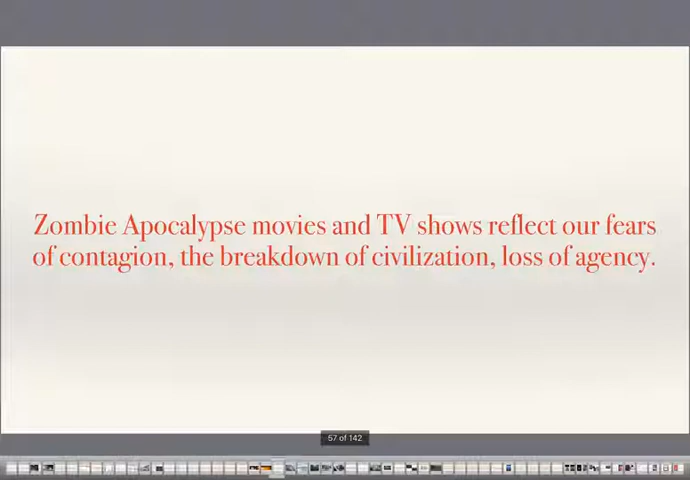 Zombie Apocalypse movies and TV shows reflect our fears
of contagion, the breakdown of civilization, loss of agency.
57 of 142